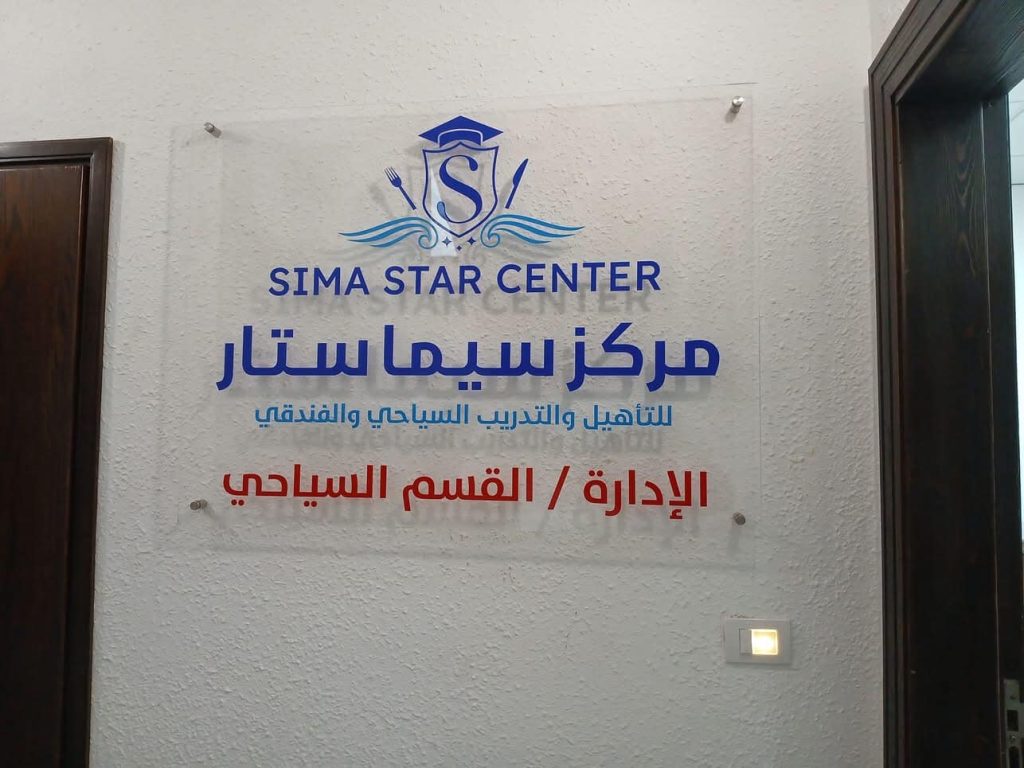 S
SIMA STAR CENTER
مركز سيما ستار
للتأهيل والتدريب السياحي والفندقي
الإدارة / القسم السياحي